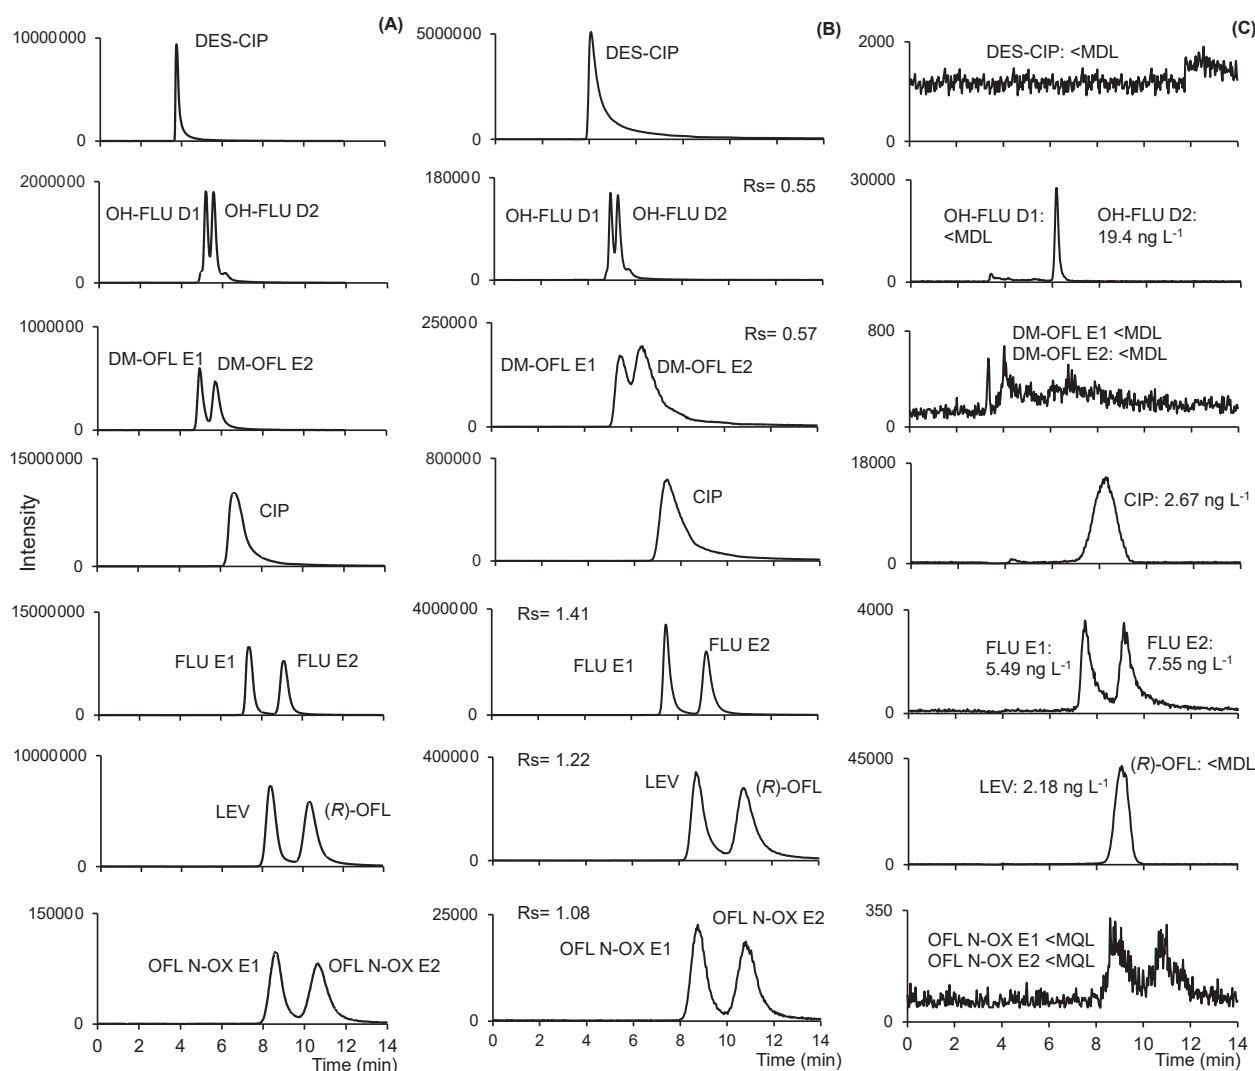 (A)
10000000
DES-CIP
0
2000000
OH-FLU D1
OH-FLU D2
0
1000000
DM-OFL E1
DM-OFL E2
0
15000000
CIP
0
Intensity
15000000
FLU E1
FLU E2
0
10000000
LEV
(R)-OFL
0
150000
OFL N-OX E1
OFL N-OX E2
0
0 2 4 6 8 10 12 14
Time (min)
(B)
5000000
DES-CIP
0
180000
Rs= 0.55
OH-FLU D1
OH-FLU D2
0
250000
Rs= 0.57
DM-OFL E1
DM-OFL E2
0
800000
CIP
0
4000000
Rs= 1.41
FLU E1
FLU E2
0
400000
Rs= 1.22
LEV
(R)-OFL
0
25000
Rs= 1.08
OFL N-OX E2
OFL N-OX E1
0
0 2 4 6 8 10 12 14
Time (min)
(C)
2000
DES-CIP: <MDL
0
30000
OH-FLU D1:
<MDL
OH-FLU D2:
19.4 ng L-1
0
800
DM-OFL E1 <MDL
DM-OFL E2: <MDL
0
18000
CIP: 2.67 ng L-1
0
4000
FLU E1:
5.49 ng L-1
FLU E2:
7.55 ng L-1
0
45000
(R)-OFL: <MDL
LEV: 2.18 ng L-1
0
350
OFL N-OX E1 <MQL
OFL N-OX E2 <MQL
0
0 2 4 6 8 10 12 14
Time (min)